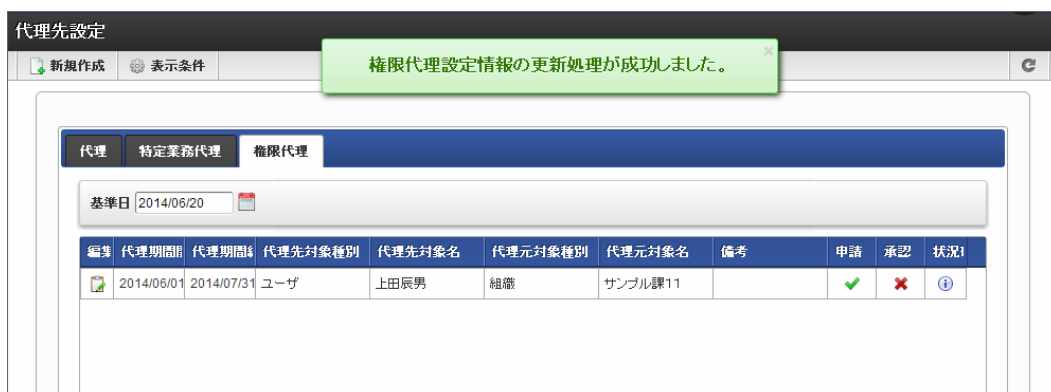 代理先設定
新規作成 表示条件
権限代理設定情報の更新処理が成功しました。 ×
代理 特定業務代理 権限代理
基準日 2014/06/20
編集 代理期間 代理期間 代理先対象種別 代理先対象名 代理元対象種別 代理元対象名 備考 申請 承認 状況
2014/06/01 2014/07/31 ユーザ 上田辰男 組織 サンプル課11